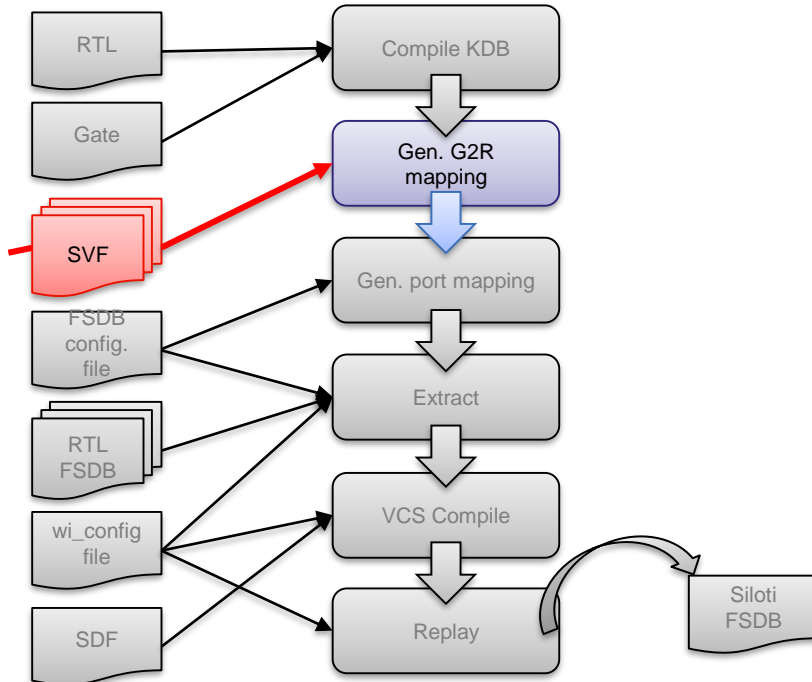 RTL
Compile KDB
Gate
Gen. G2R
mapping
SVF
Gen. port mapping
FSDB
config.
file
Extract
RTL
FSDB
VCS Compile
wi_config
file
Siloti
FSDB
SDF
Replay